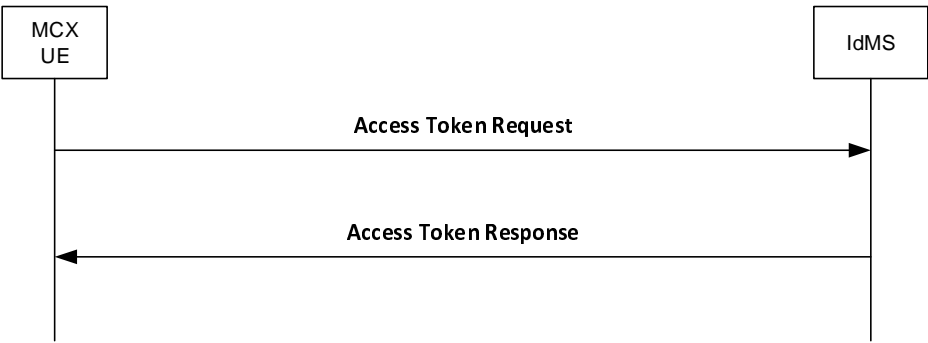 MCX
UE
IdMS
Access Token Request
Access Token Response